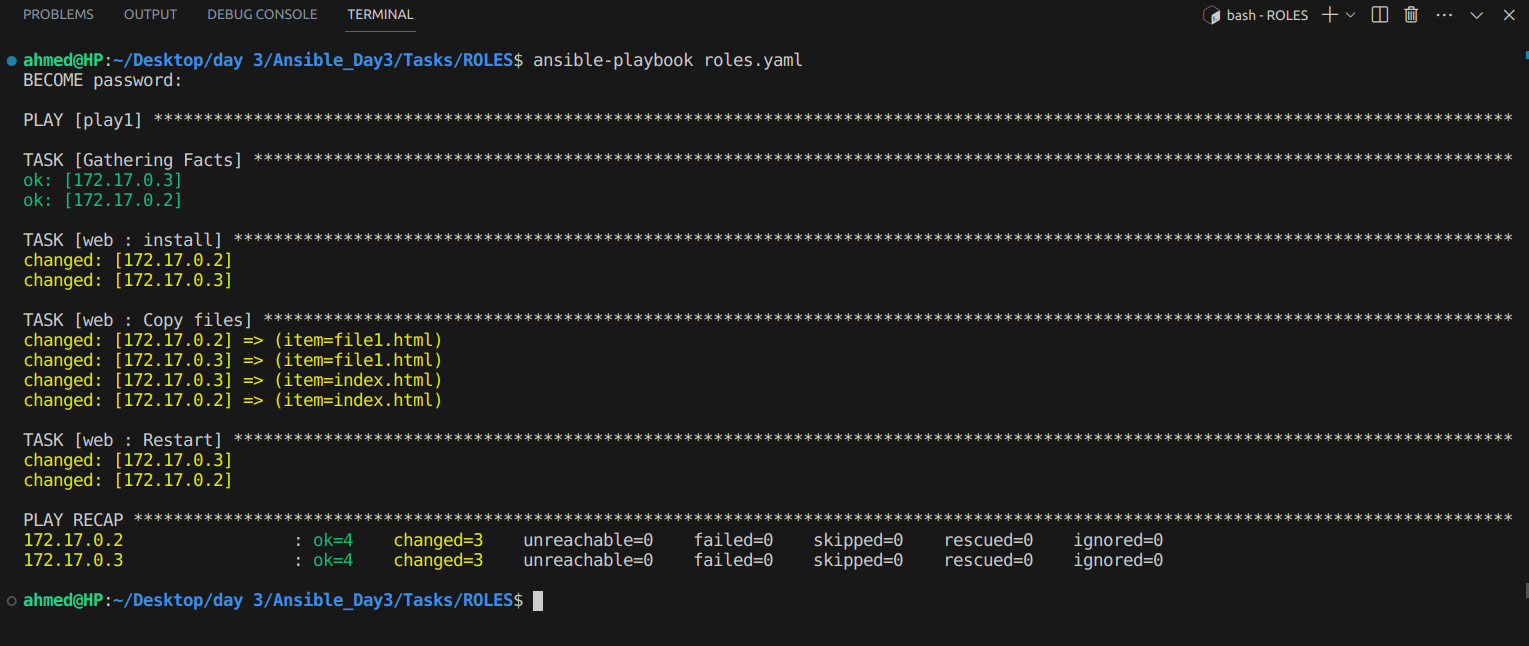 PROBLEMS OUTPUT DEBUG CONSOLE TERMINAL bash - ROLES
ahmed@HP:~/Desktop/day 3/Ansible_Day3/Tasks/ROLES$ ansible-playbook roles.yaml
BECOME password:
PLAY [play1] ****************************************************************************************************************************************
TASK [Gathering Facts] ******************************************************************************************************************************
ok: [172.17.0.3]
ok: [172.17.0.2]
TASK [web : install] ********************************************************************************************************************************
changed: [172.17.0.2]
changed: [172.17.0.3]
TASK [web : Copy files] *****************************************************************************************************************************
changed: [172.17.0.2] => (item=file1.html)
changed: [172.17.0.3] => (item=file1.html)
changed: [172.17.0.3] => (item=index.html)
changed: [172.17.0.2] => (item=index.html)
TASK [web : Restart] ********************************************************************************************************************************
changed: [172.17.0.3]
changed: [172.17.0.2]
PLAY RECAP ******************************************************************************************************************************************
172.17.0.2                 : ok=4    changed=3    unreachable=0    failed=0    skipped=0    rescued=0    ignored=0
172.17.0.3                 : ok=4    changed=3    unreachable=0    failed=0    skipped=0    rescued=0    ignored=0
ahmed@HP:~/Desktop/day 3/Ansible_Day3/Tasks/ROLES$